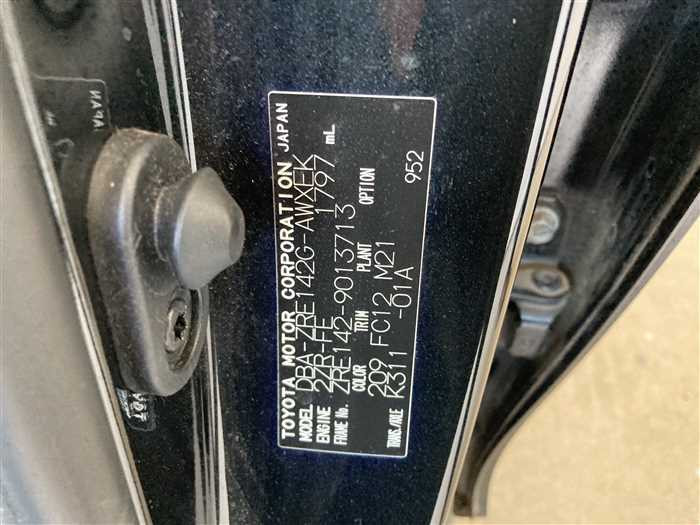 TOYOTA MOTOR CORPORATION JAPAN
MODEL DBA-ZRE142G-AWXEK
ENGINE 2ZR-FE 1797 mL
FRAME No. ZRE142-9013713
COLOR TRIM PLANT OPTION
209 FC12 M21
TRANS./AXLE K311 -01A
952